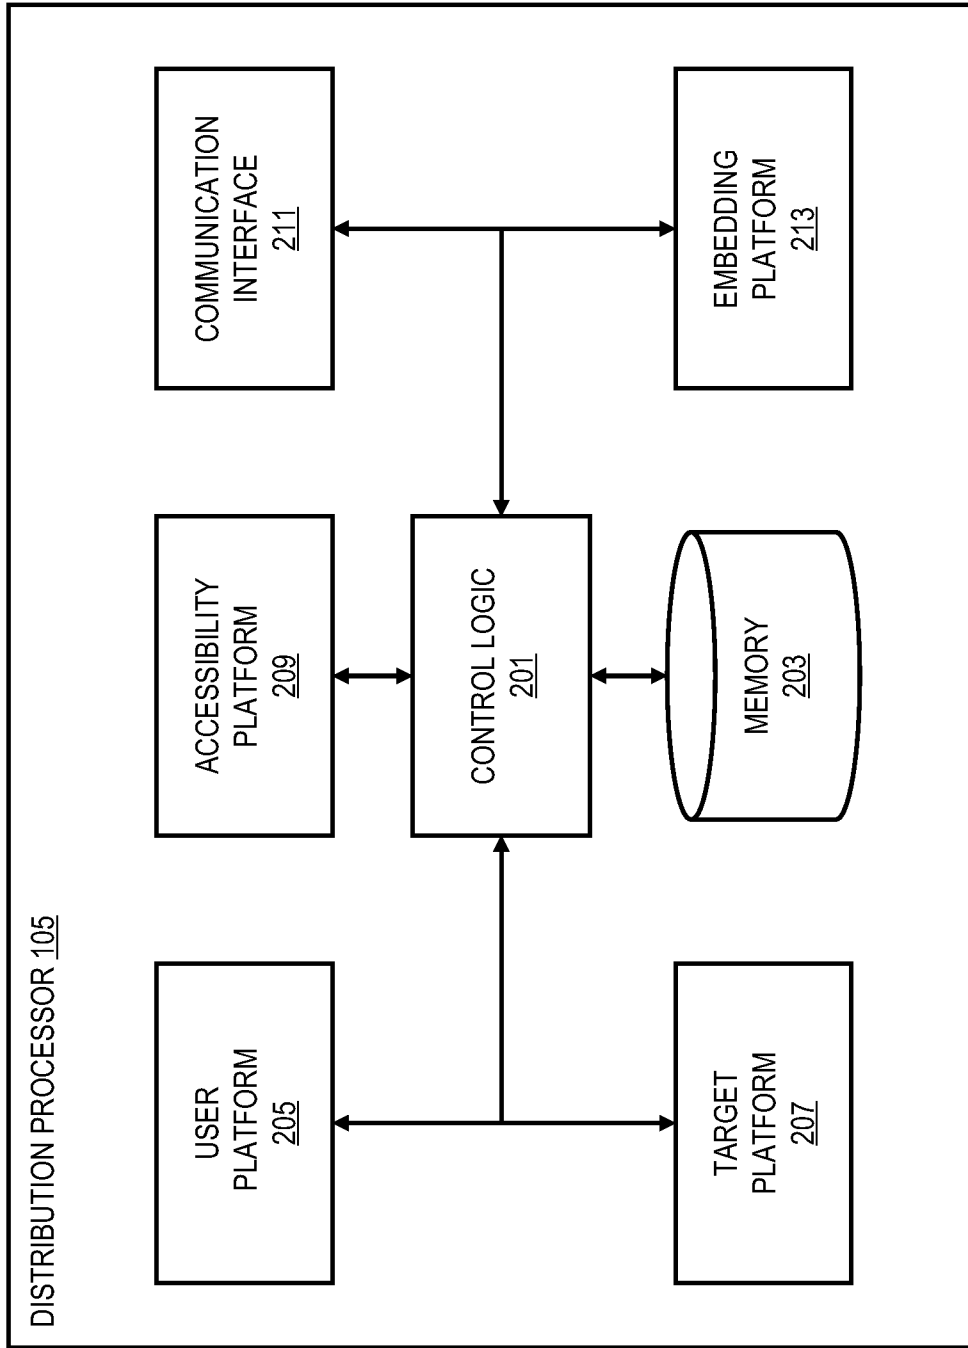 DISTRIBUTION PROCESSOR 105
USER
PLATFORM
205
ACCESSIBILITY
PLATFORM
209
COMMUNICATION
INTERFACE
211
CONTROL LOGIC
201
TARGET
PLATFORM
207
MEMORY
203
EMBEDDING
PLATFORM
213